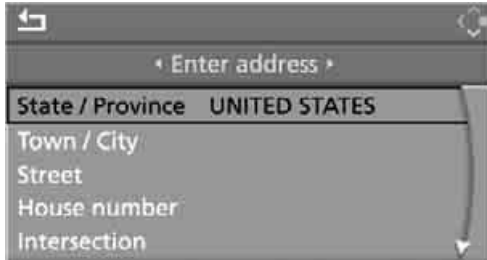 Enter address
State / Province UNITED STATES
Town / City
Street
House number
Intersection